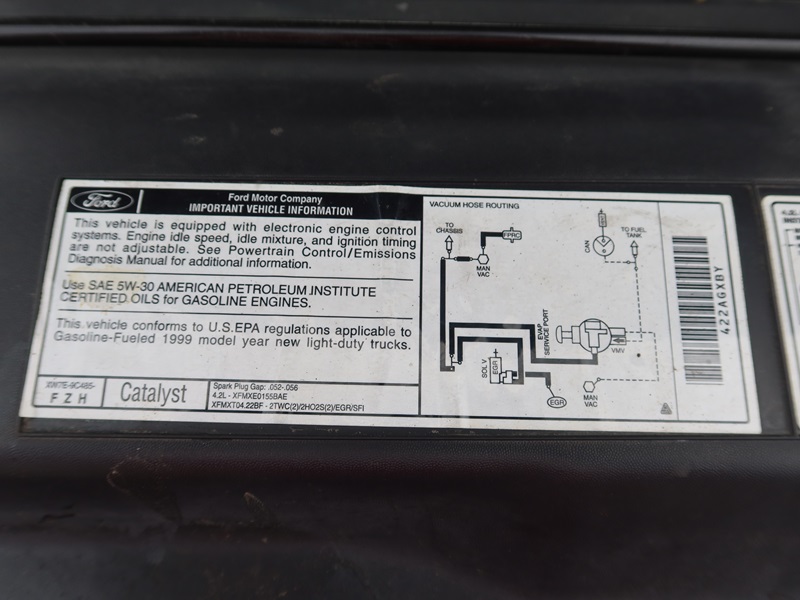 Ford
Ford Motor Company
IMPORTANT VEHICLE INFORMATION
This vehicle is equipped with electronic engine control
systems. Engine idle speed, idle mixture, and ignition timing
are not adjustable. See Powertrain Control/Emissions
Diagnosis Manual for additional information.
Use SAE 5W-30 AMERICAN PETROLEUM INSTITUTE
CERTIFIED OILS for GASOLINE ENGINES.
This vehicle conforms to U.S.EPA regulations applicable to
Gasoline-Fueled 1999 model year new light-duty trucks.
F Z H
Catalyst
Spark Plug Gap: .052-.056
4.2L - XFMXE0155BAE
XFMXT04.22BF - 2TWC(2)/2HO2S(2)/EGR/SFI
VACUUM HOSE ROUTING
TO
CHASSIS
FPRC
MAN
VAC
CAN
TO FUEL
TANK
EVAP
SERVICE PORT
VMV
SOL V
EGR
EGR
MAN
VAC
422AGXBY